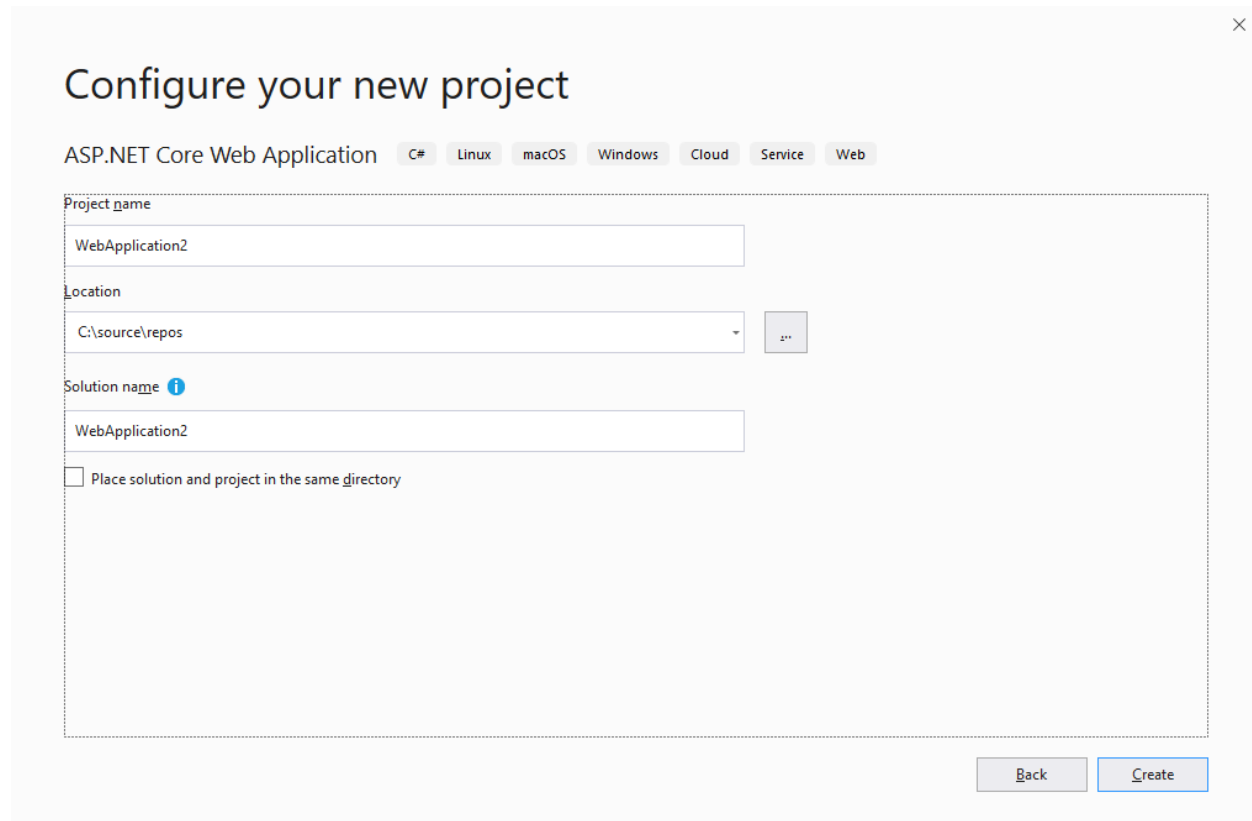 Configure your new project
ASP.NET Core Web Application C# Linux macOS Windows Cloud Service Web
Project name
WebApplication2
Location
C:\source\repos
...
Solution name
WebApplication2
Place solution and project in the same directory
Back Create